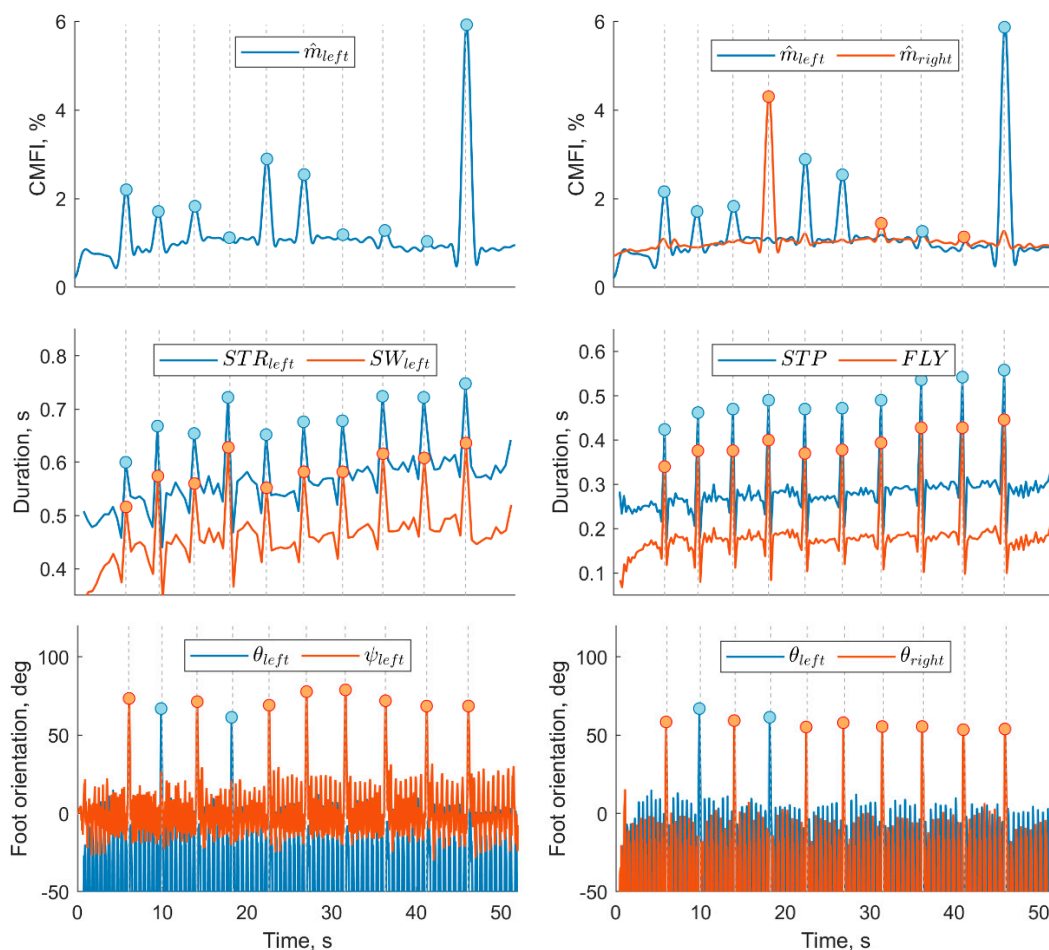 6
4
2
0
CMFI, %
m̂left
6
4
2
0
CMFI, %
m̂left m̂right
0.8
0.7
0.6
0.5
0.4
Duration, s
STRleft SWleft
0.6
0.5
0.4
0.3
0.2
0.1
Duration, s
STP FLY
100
50
0
-50
Foot orientation, deg
θleft ψleft
0 10 20 30 40 50
Time, s
100
50
0
-50
Foot orientation, deg
θleft θright
0 10 20 30 40 50
Time, s